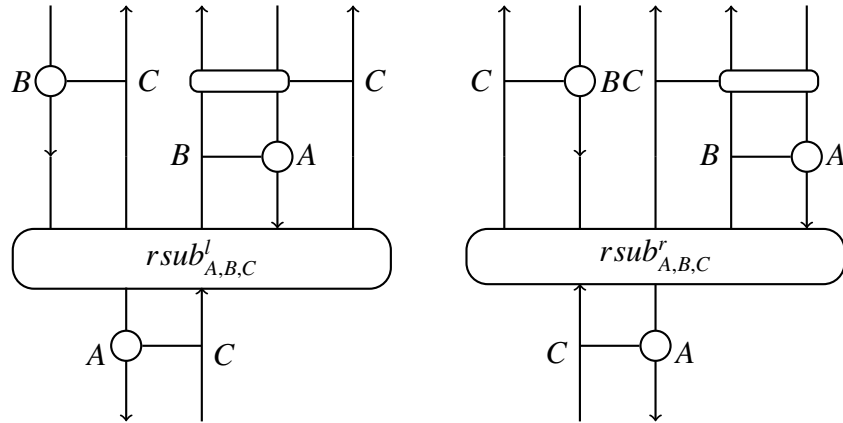 B C C C BC
B A B A
rsub^l_{A,B,C} rsub^r_{A,B,C}
A C C A